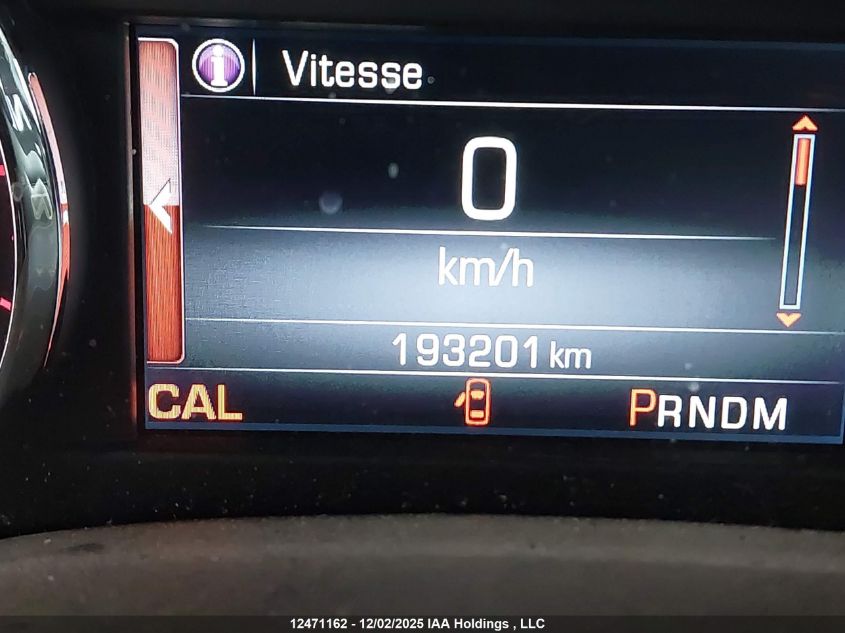 Vitesse
0
km/h
193201 km
CAL PRNDM
12471162 - 12/02/2025 IAA Holdings , LLC